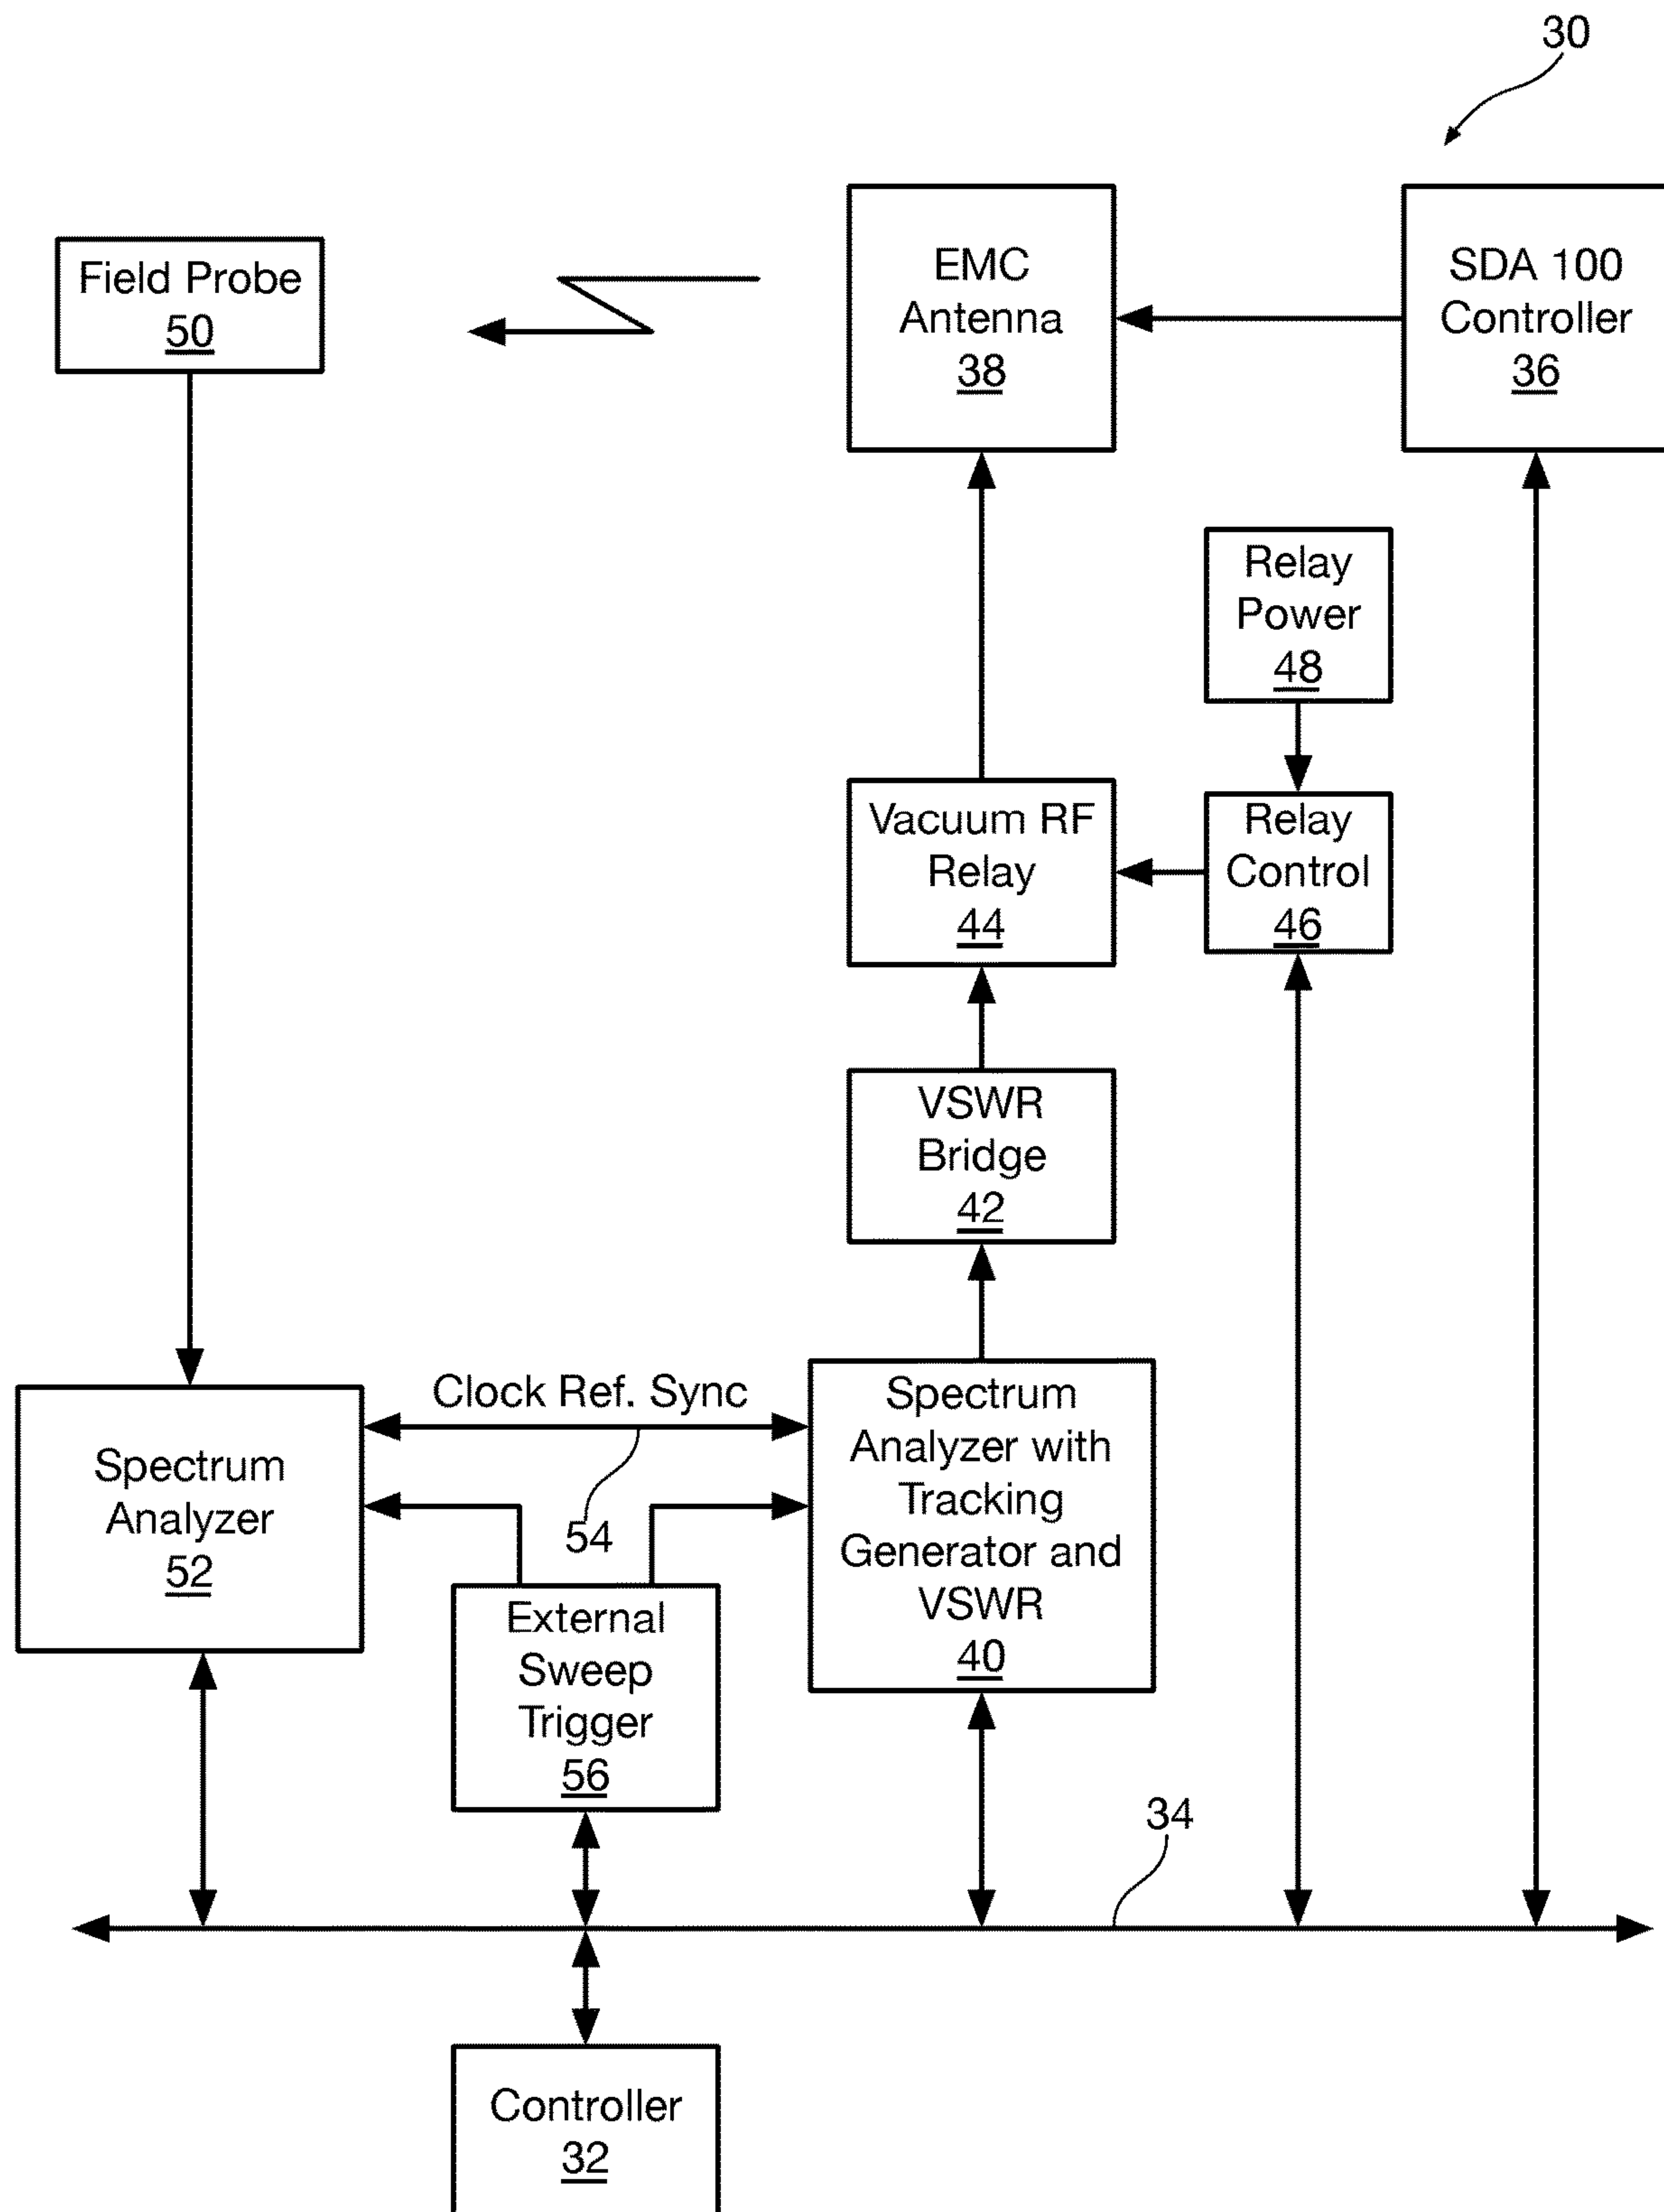 30
Field Probe
50
EMC
Antenna
38
SDA 100
Controller
36
Relay
Power
48
Vacuum RF
Relay
44
Relay
Control
46
VSWR
Bridge
42
Clock Ref. Sync
54
Spectrum
Analyzer
52
Spectrum
Analyzer with
Tracking
Generator and
VSWR
40
External
Sweep
Trigger
56
34
Controller
32